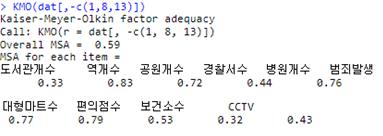 > KMO(dat[,-c(1,8,13)])
Kaiser-Meyer-Olkin factor adequacy
Call: KMO(r = dat[, -c(1, 8, 13)])
Overall MSA =  0.59
MSA for each item =
도서관개수 역개수 공원개수 경찰서수 병원개수 범죄발생
0.33 0.83 0.72 0.44 0.76
대형마트수 편의점수 보건소수 CCTV
0.77 0.79 0.53 0.32 0.43